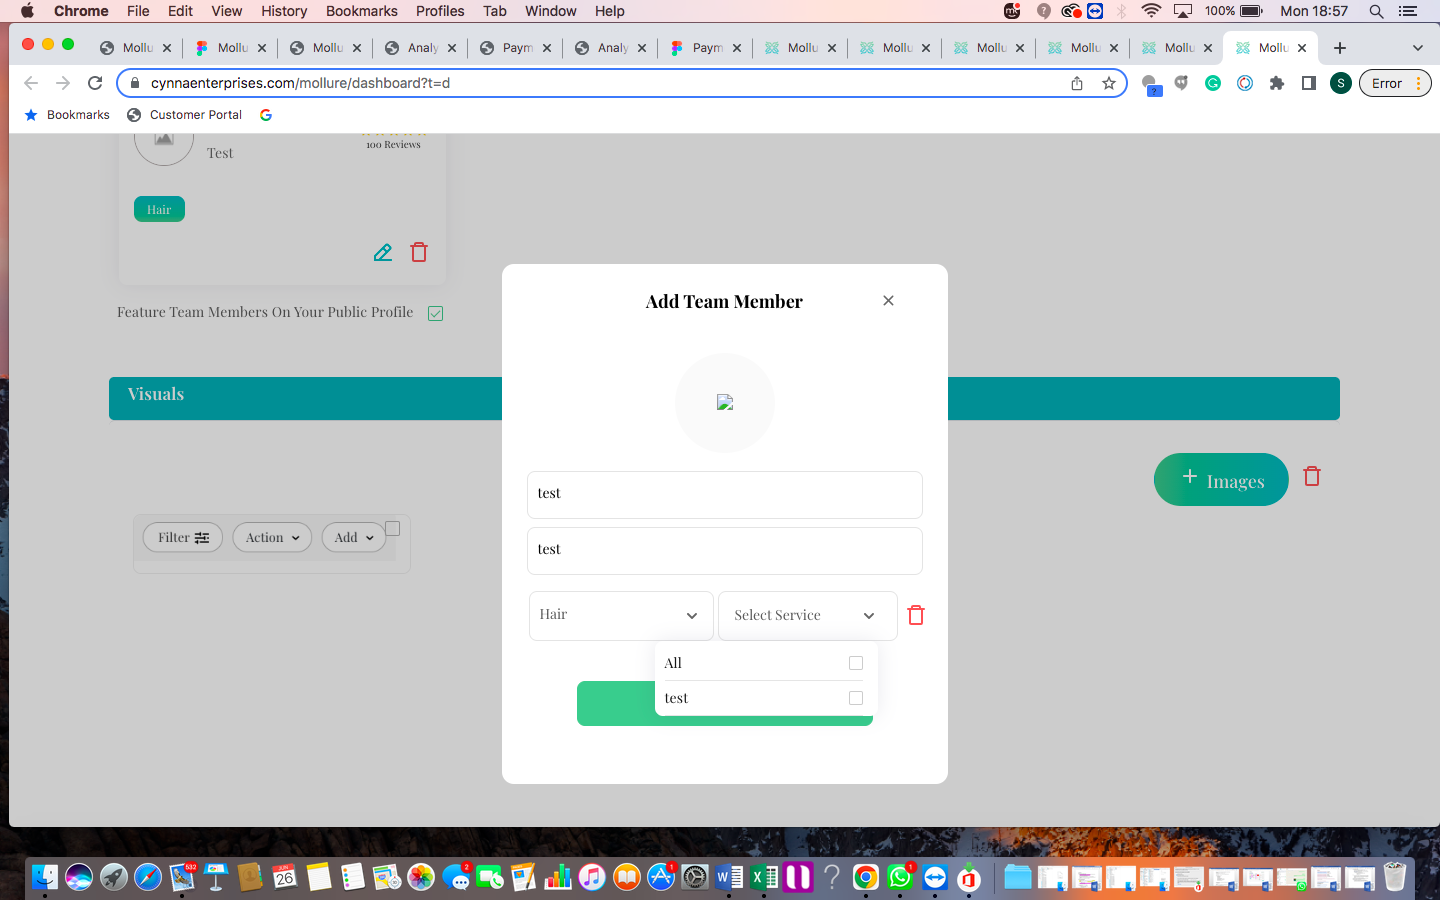 Chrome File Edit View History Bookmarks Profiles Tab Window Help 100% Mon 18:57
Mollu Mollu Mollu Analy Paym Analy Paym Mollu Mollu Mollu Mollu Mollu Mollu
cynnaenterprises.com/mollure/dashboard?t=d S Error
Bookmarks Customer Portal
100 Reviews
Test
Hair
Feature Team Members On Your Public Profile
Visuals
+ Images
Filter Action Add
Add Team Member
test
test
Hair Select Service
All
test
532 JUN 26 2 1 1